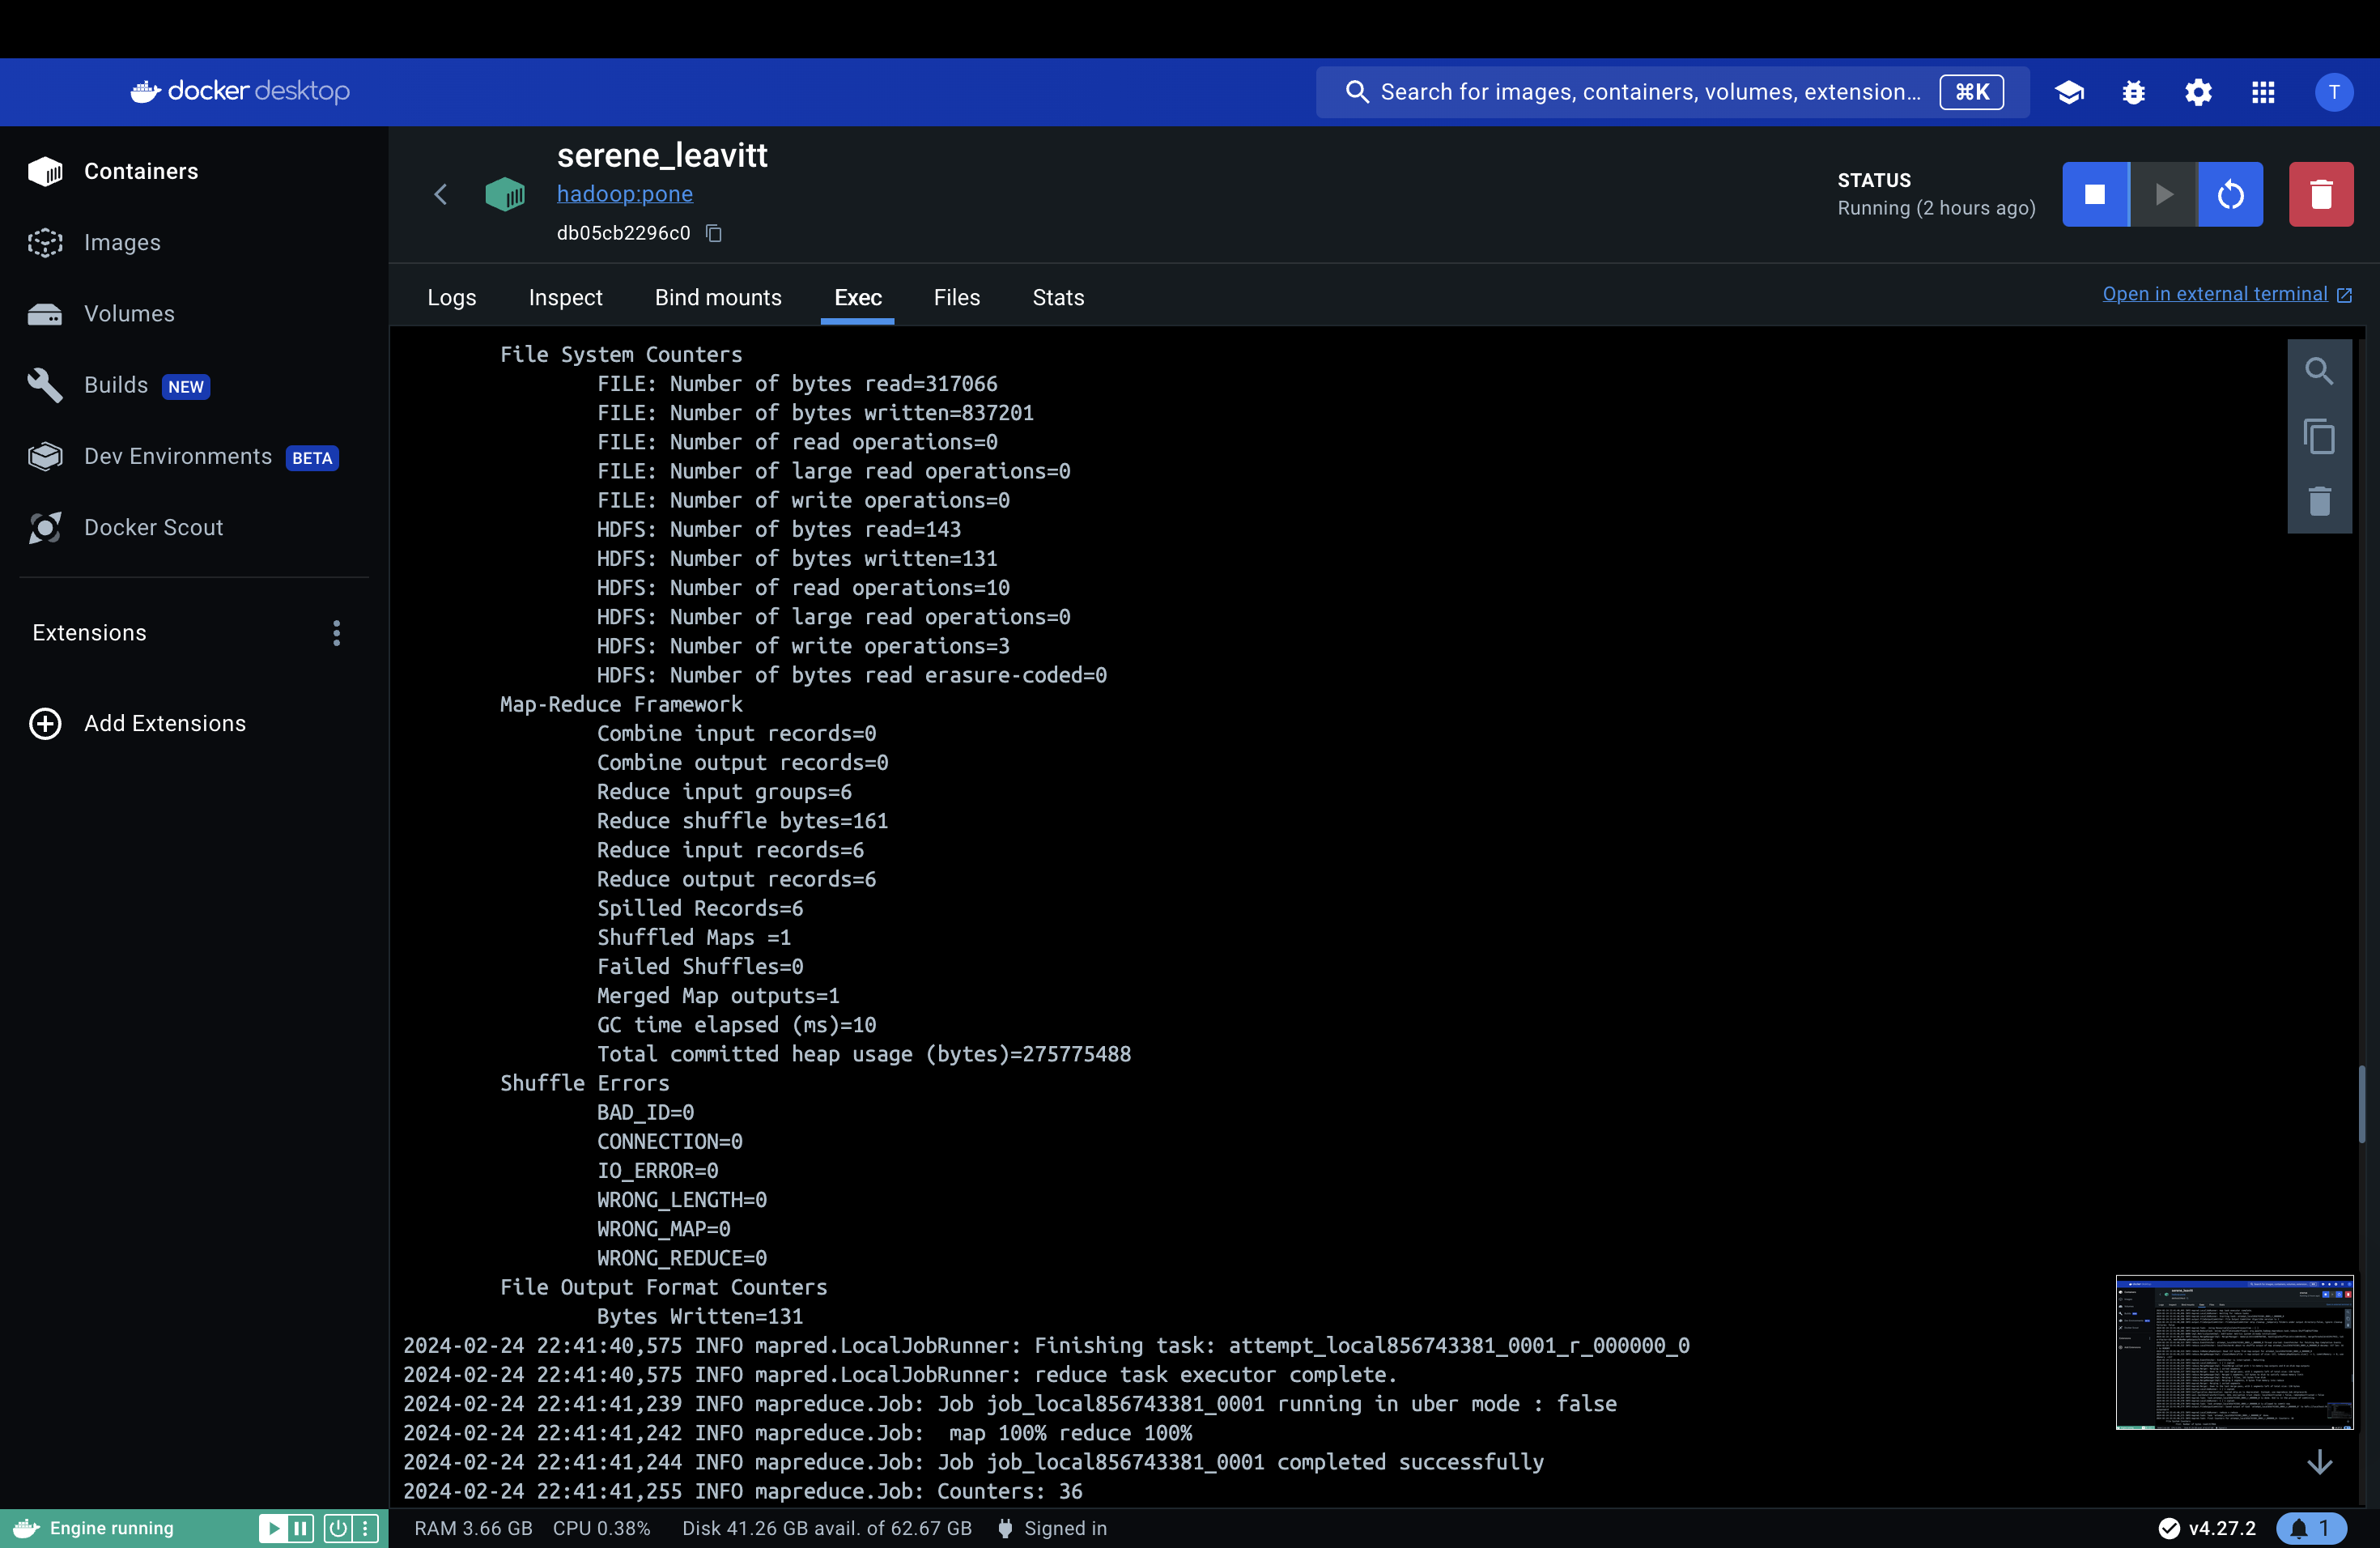 docker desktop
Search for images, containers, volumes, extension...
⌘K
T
Containers
Images
Volumes
Builds NEW
Dev Environments BETA
Docker Scout
Extensions
Add Extensions
serene_leavitt
hadoop:pone
db05cb2296c0
STATUS
Running (2 hours ago)
Logs Inspect Bind mounts Exec Files Stats
Open in external terminal
File System Counters
FILE: Number of bytes read=317066
FILE: Number of bytes written=837201
FILE: Number of read operations=0
FILE: Number of large read operations=0
FILE: Number of write operations=0
HDFS: Number of bytes read=143
HDFS: Number of bytes written=131
HDFS: Number of read operations=10
HDFS: Number of large read operations=0
HDFS: Number of write operations=3
HDFS: Number of bytes read erasure-coded=0
Map-Reduce Framework
Combine input records=0
Combine output records=0
Reduce input groups=6
Reduce shuffle bytes=161
Reduce input records=6
Reduce output records=6
Spilled Records=6
Shuffled Maps =1
Failed Shuffles=0
Merged Map outputs=1
GC time elapsed (ms)=10
Total committed heap usage (bytes)=275775488
Shuffle Errors
BAD_ID=0
CONNECTION=0
IO_ERROR=0
WRONG_LENGTH=0
WRONG_MAP=0
WRONG_REDUCE=0
File Output Format Counters
Bytes Written=131
2024-02-24 22:41:40,575 INFO mapred.LocalJobRunner: Finishing task: attempt_local856743381_0001_r_000000_0
2024-02-24 22:41:40,575 INFO mapred.LocalJobRunner: reduce task executor complete.
2024-02-24 22:41:41,239 INFO mapreduce.Job: Job job_local856743381_0001 running in uber mode : false
2024-02-24 22:41:41,242 INFO mapreduce.Job:  map 100% reduce 100%
2024-02-24 22:41:41,244 INFO mapreduce.Job: Job job_local856743381_0001 completed successfully
2024-02-24 22:41:41,255 INFO mapreduce.Job: Counters: 36
Engine running
RAM 3.66 GB CPU 0.38% Disk 41.26 GB avail. of 62.67 GB Signed in
v4.27.2
1